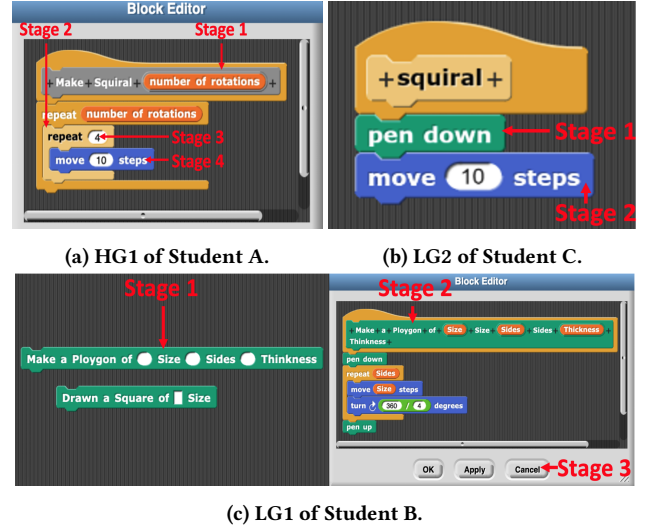 Block Editor
Stage 2 Stage 1
+ Make + Squiral number of rotations
repeat number of rotations
repeat 4 Stage 3
move 10 steps Stage 4
(a) HG1 of Student A.
+ squiral +
pen down Stage 1
move 10 steps
Stage 2
(b) LG2 of Student C.
Stage 1
Make a Ploygon of Size Sides Thinkness
Drawn a Square of Size
Block Editor
Stage 2
+ Make + a + Ploygon + of + Size + Size + Sides + Sides + Thickness +
Thinkness +
pen down
repeat Sides
move Size steps
turn 360 / 4 degrees
pen up
OK Apply Cancel Stage 3
(c) LG1 of Student B.